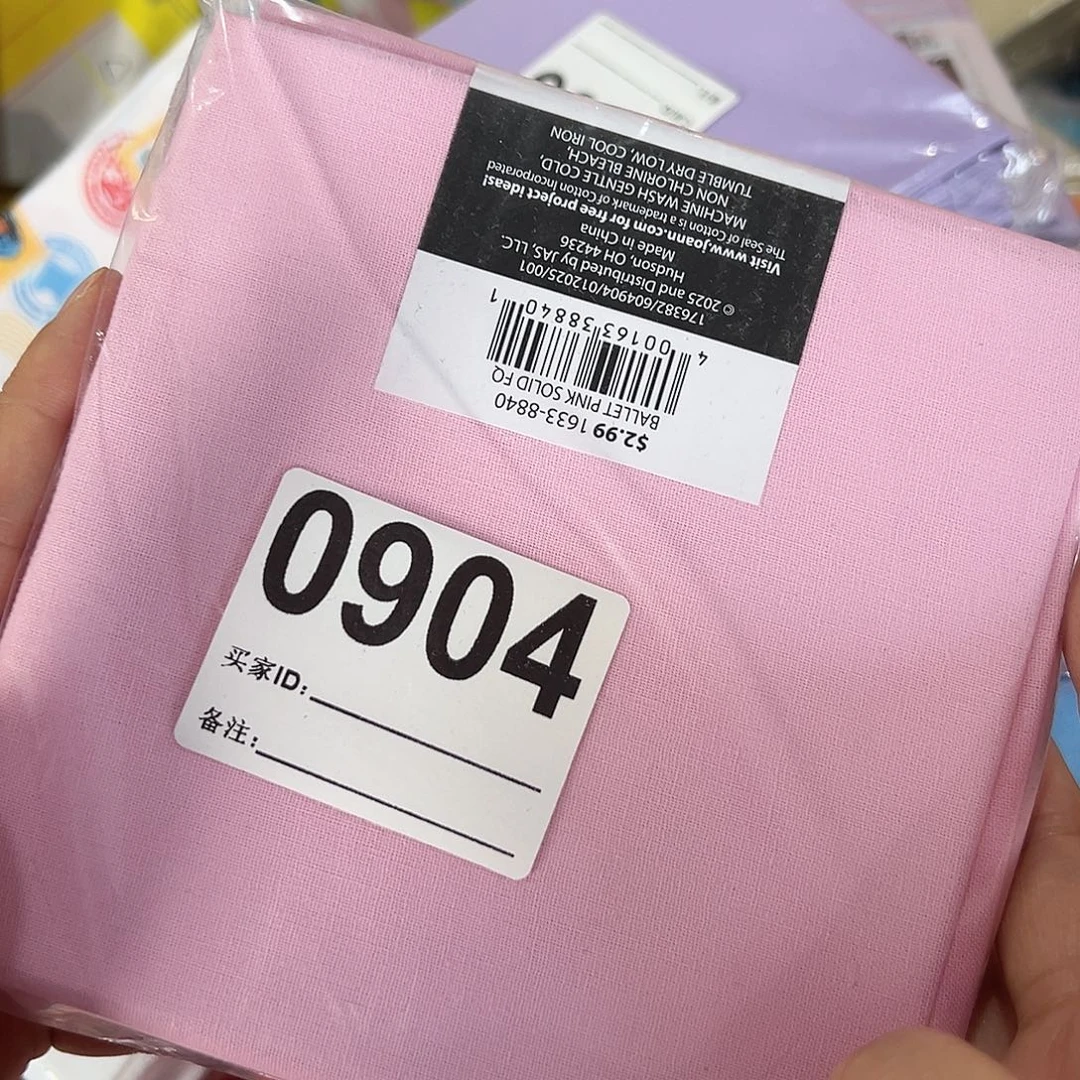 $2.99 1633-8840
BALLET PINK SOLID FQ
4 00163 38840 1
176382/604904/012025/001
© 2025 and Distributed by JAS, LLC.
Hudson, OH 44236
Made in China
Visit www.joann.com for free project ideas!
The Seal of Cotton is a trademark of Cotton Incorporated
MACHINE WASH GENTLE COLD,
NON CHLORINE BLEACH,
TUMBLE DRY LOW, COOL IRON
0904
买家ID:
备注: